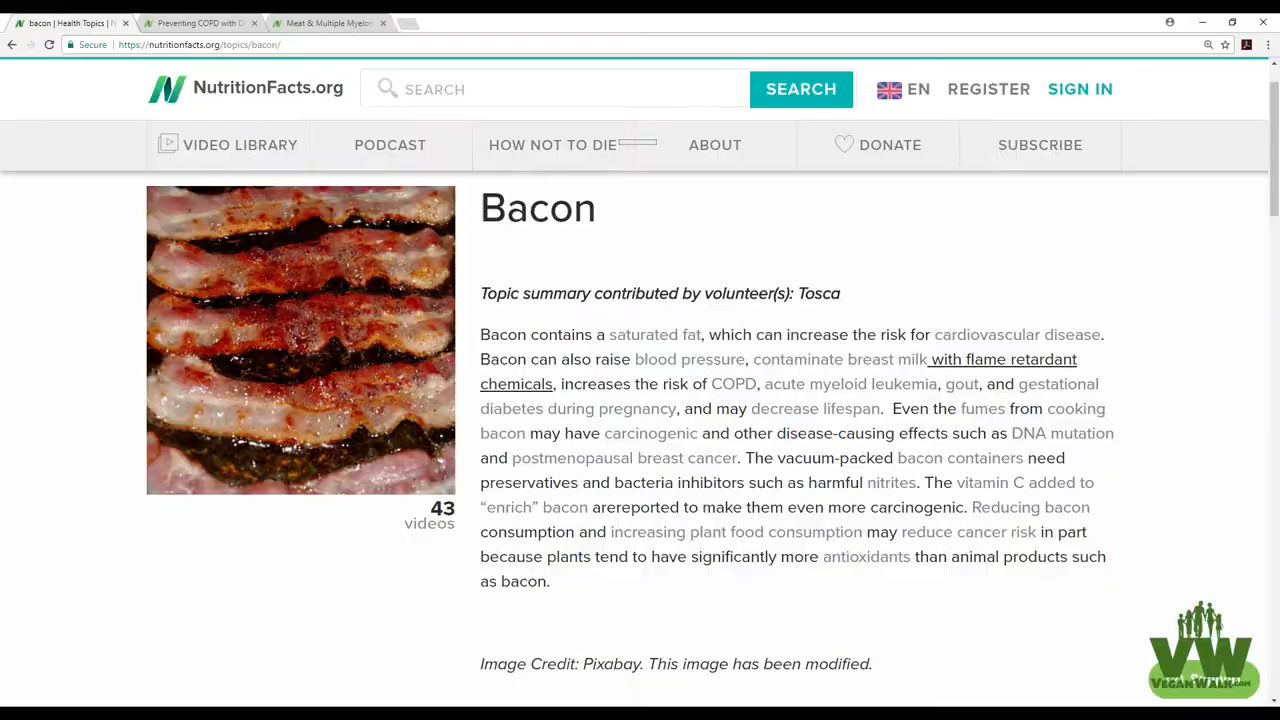 bacon | Health Topics | N
Preventing COPD with D
Meat & Multiple Myelo
Secure
https://nutritionfacts.org/topics/bacon/
NutritionFacts.org
SEARCH
SEARCH
EN
REGISTER
SIGN IN
VIDEO LIBRARY
PODCAST
HOW NOT TO DIE
ABOUT
DONATE
SUBSCRIBE
Bacon
Topic summary contributed by volunteer(s): Tosca
Bacon contains a saturated fat, which can increase the risk for cardiovascular disease.
Bacon can also raise blood pressure, contaminate breast milk with flame retardant
chemicals, increases the risk of COPD, acute myeloid leukemia, gout, and gestational
diabetes during pregnancy, and may decrease lifespan. Even the fumes from cooking
bacon may have carcinogenic and other disease-causing effects such as DNA mutation
and postmenopausal breast cancer. The vacuum-packed bacon containers need
preservatives and bacteria inhibitors such as harmful nitrites. The vitamin C added to
“enrich” bacon arereported to make them even more carcinogenic. Reducing bacon
consumption and increasing plant food consumption may reduce cancer risk in part
because plants tend to have significantly more antioxidants than animal products such
as bacon.
43
videos
Image Credit: Pixabay. This image has been modified.
VW
VEGANWALK.COM